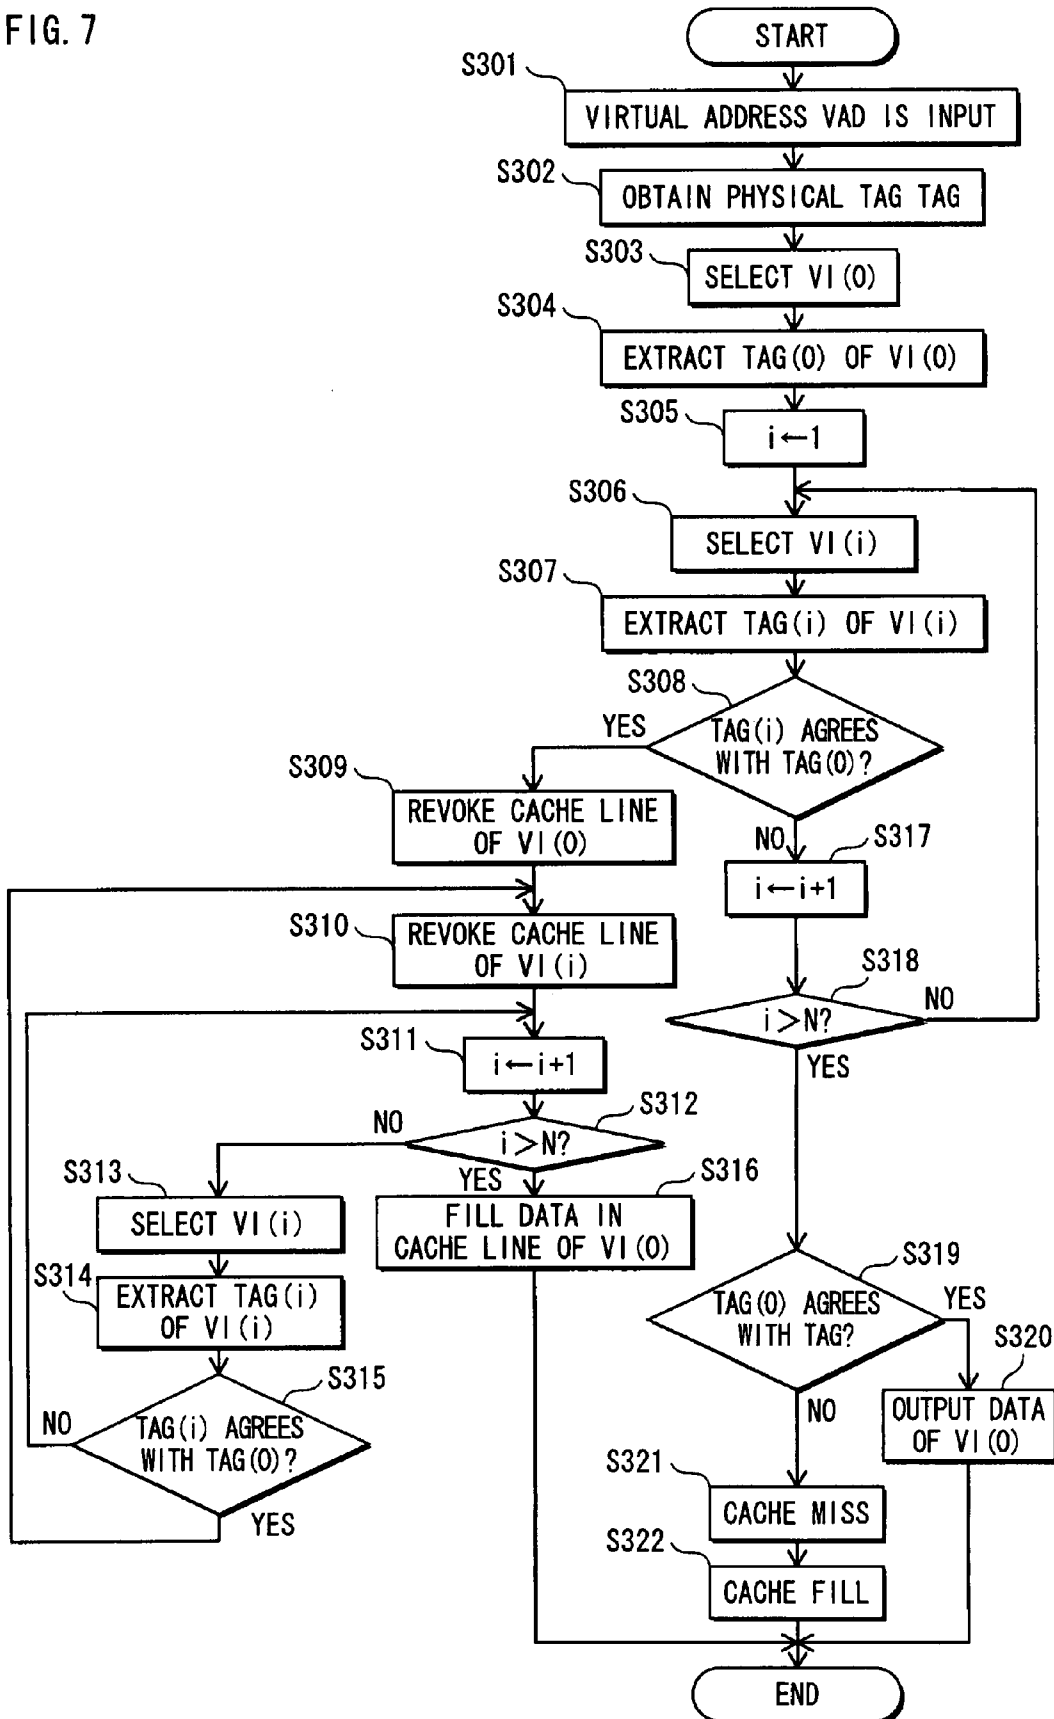 FIG. 7
START
S301
VIRTUAL ADDRESS VAD IS INPUT
S302
OBTAIN PHYSICAL TAG TAG
S303
SELECT VI(0)
S304
EXTRACT TAG(0) OF VI(0)
S305
i←1
S306
SELECT VI(i)
S307
EXTRACT TAG(i) OF VI(i)
S308
TAG(i) AGREES
WITH TAG(0)?
YES
NO
S309
REVOKE CACHE LINE
OF VI(0)
S317
i←i+1
S310
REVOKE CACHE LINE
OF VI(i)
S318
i>N?
NO
YES
S311
i←i+1
S312
i>N?
NO
YES
S313
SELECT VI(i)
S316
FILL DATA IN
CACHE LINE OF VI(0)
S314
EXTRACT TAG(i)
OF VI(i)
S315
TAG(i) AGREES
WITH TAG(0)?
NO
YES
S319
TAG(0) AGREES
WITH TAG?
YES
NO
S320
OUTPUT DATA
OF VI(0)
S321
CACHE MISS
S322
CACHE FILL
END